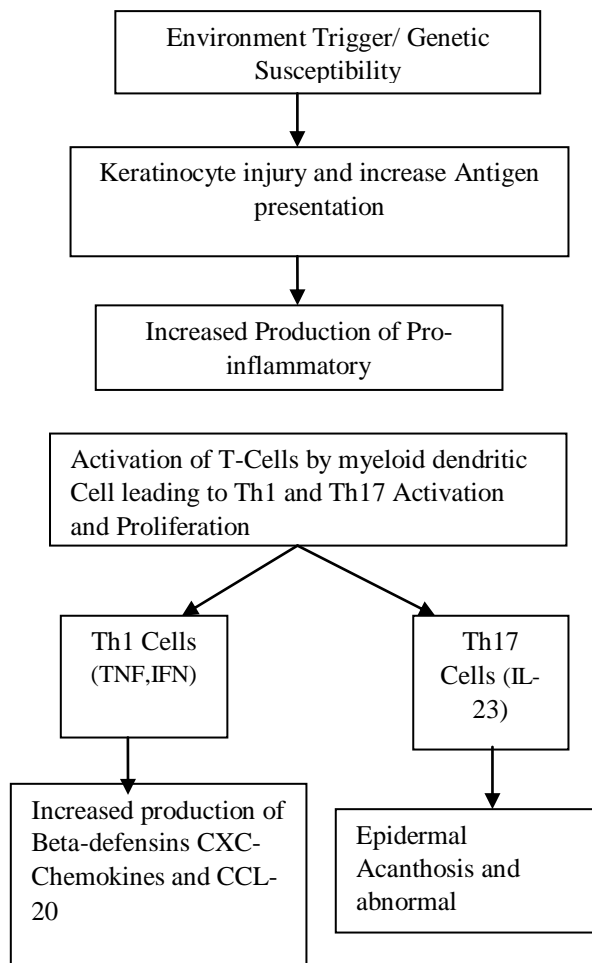 Environment Trigger/ Genetic
Susceptibility
Keratinocyte injury and increase Antigen
presentation
Increased Production of Pro-
inflammatory
Activation of T-Cells by myeloid dendritic
Cell leading to Th1 and Th17 Activation
and Proliferation
Th1 Cells
(TNF,IFN)
Th17
Cells (IL-
23)
Increased production of
Beta-defensins CXC-
Chemokines and CCL-
20
Epidermal
Acanthosis and
abnormal